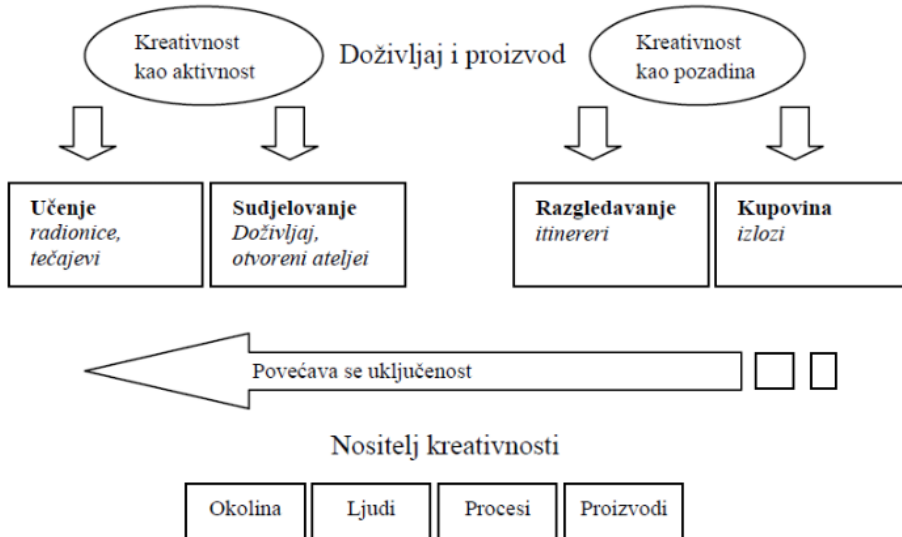 Kreativnost
kao aktivnost
Doživljaj i proizvod
Kreativnost
kao pozadina
Učenje
radionice,
tečajevi
Sudjelovanje
Doživljaj,
otvoreni ateljei
Razgledavanje
itinereri
Kupovina
izlozi
Povećava se uključenost
Nositelj kreativnosti
Okolina
Ljudi
Procesi
Proizvodi